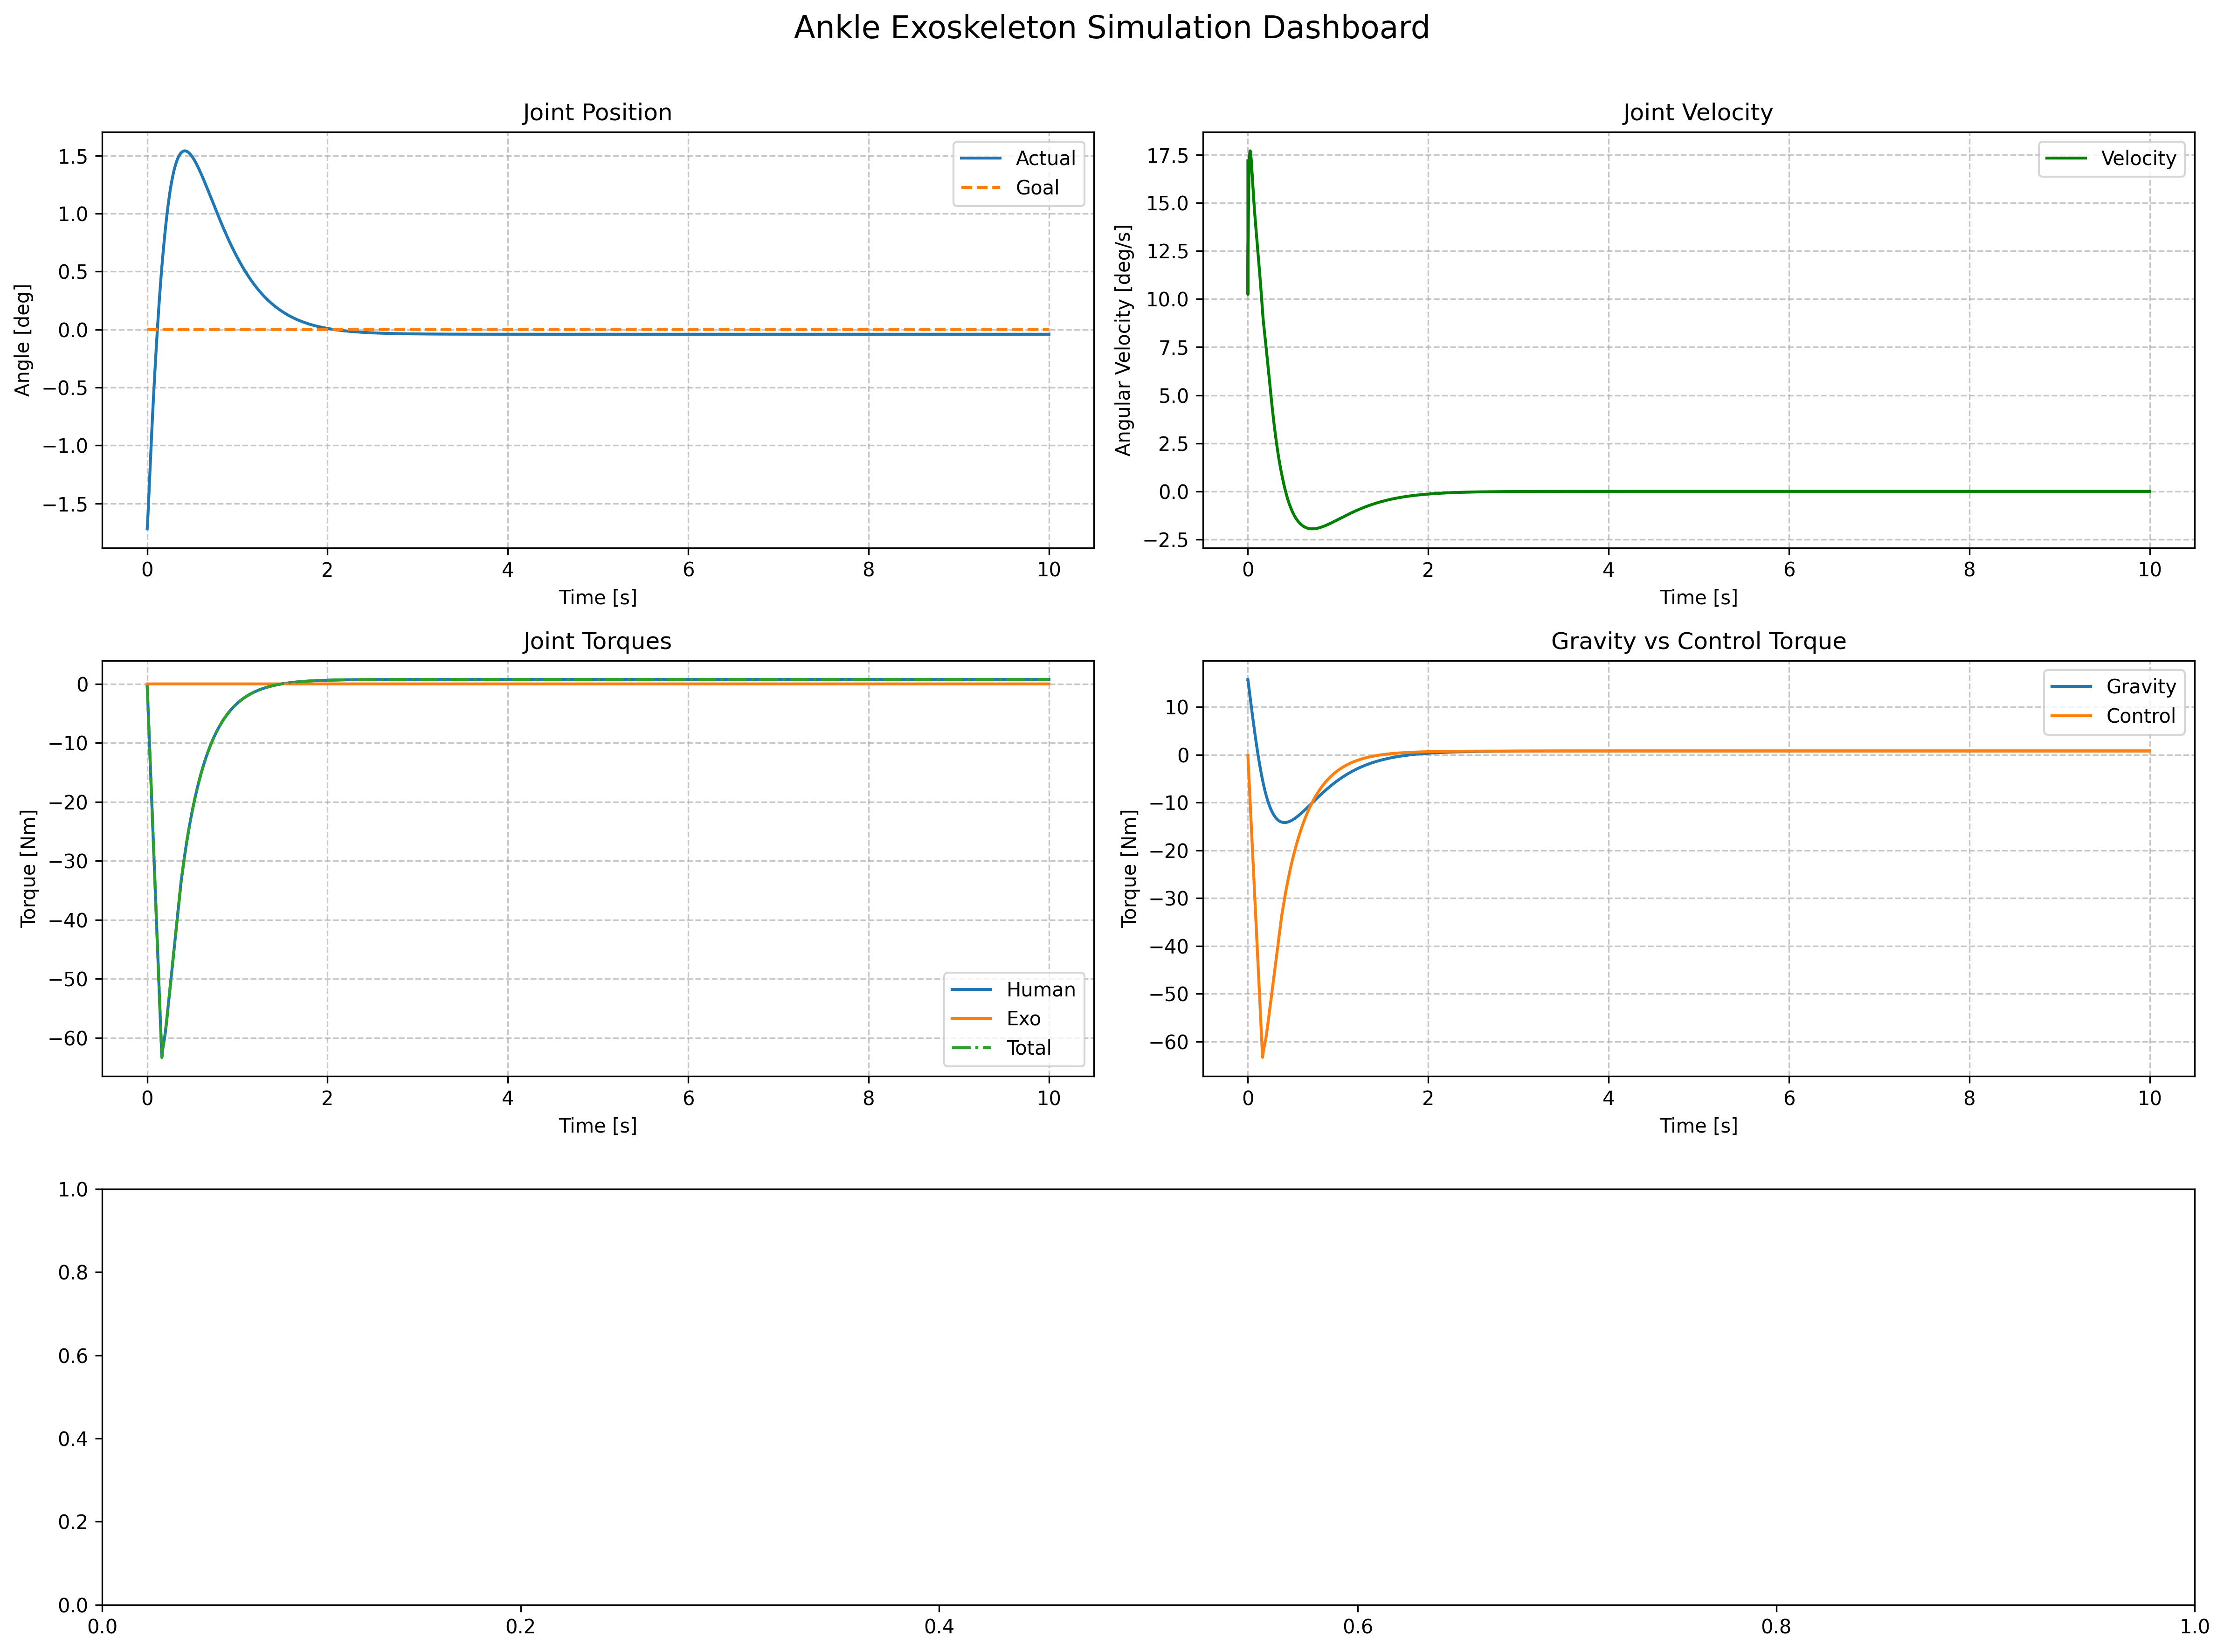 Ankle Exoskeleton Simulation Dashboard
Joint Position
Angle [deg]
1.5
1.0
0.5
0.0
−0.5
−1.0
−1.5
Actual
Goal
0 2 4 6 8 10
Time [s]
Joint Velocity
Angular Velocity [deg/s]
17.5
15.0
12.5
10.0
7.5
5.0
2.5
0.0
−2.5
Velocity
0 2 4 6 8 10
Time [s]
Joint Torques
Torque [Nm]
0
−10
−20
−30
−40
−50
−60
Human
Exo
Total
0 2 4 6 8 10
Time [s]
Gravity vs Control Torque
Torque [Nm]
10
0
−10
−20
−30
−40
−50
−60
Gravity
Control
0 2 4 6 8 10
Time [s]
1.0
0.8
0.6
0.4
0.2
0.0
0.0 0.2 0.4 0.6 0.8 1.0